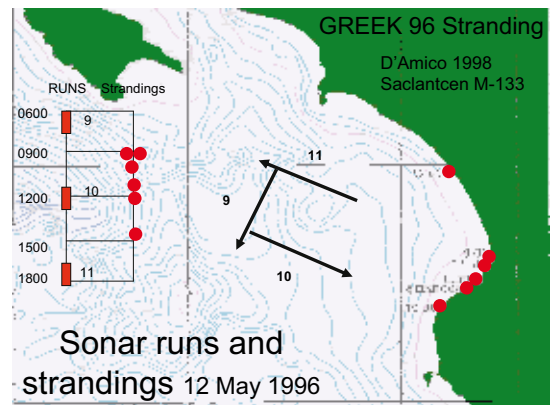 GREEK 96 Stranding
D'Amico 1998
Saclantcen M-133
RUNS Strandings
0600
9
0900
10
1200
1500
11
1800
11
9
10
Sonar runs and
strandings 12 May 1996